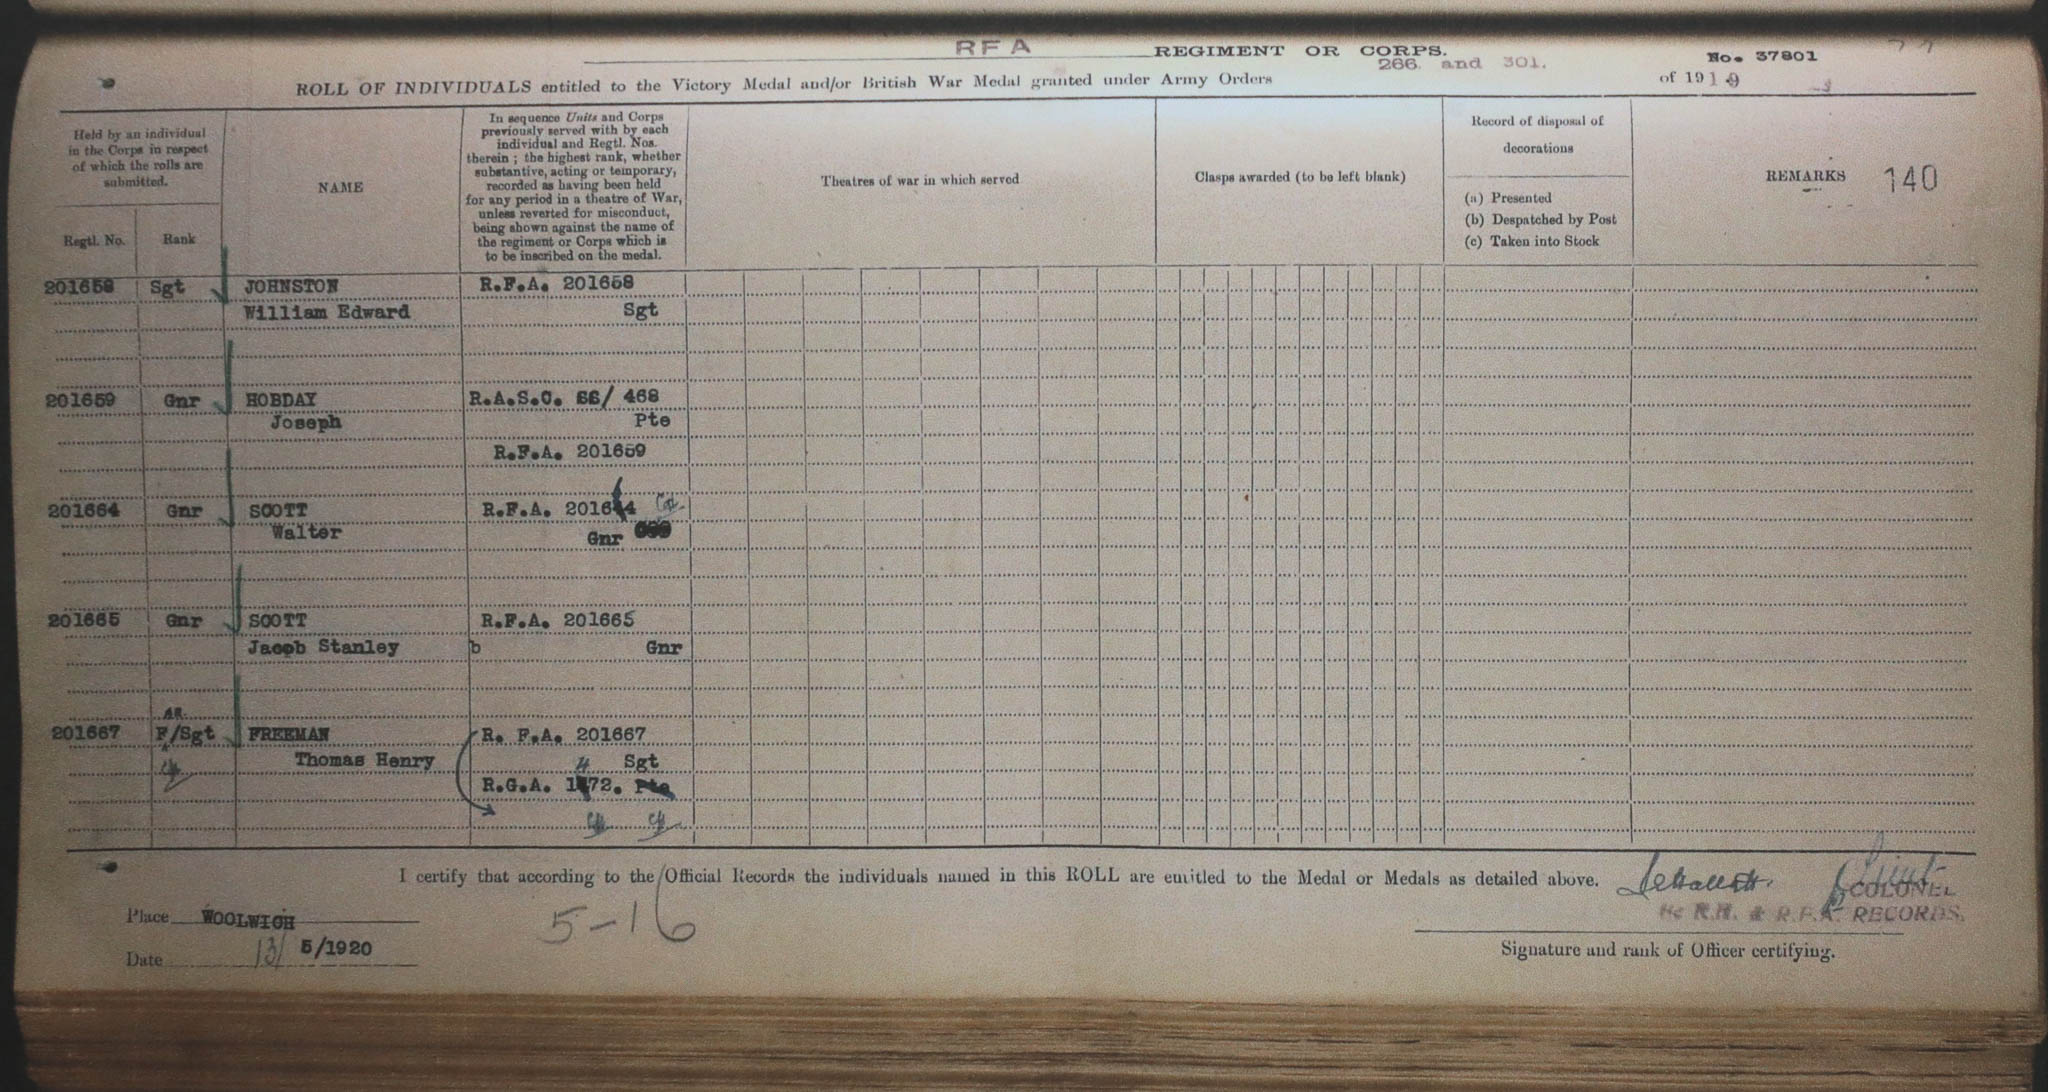 RFA REGIMENT OR CORPS. No. 37801
266. and 301.
ROLL OF INDIVIDUALS entitled to the Victory Medal and/or British War Medal granted under Army Orders of 1919
Held by an individual
in the Corps in respect
of which the rolls are
submitted.
Regtl. No.
Rank
NAME
In sequence Units and Corps
previously served with by each
individual and Regtl. Nos.
therein ; the highest rank, whether
substantive, acting or temporary,
recorded as having been held
for any period in a theatre of War,
unless reverted for misconduct,
being shown against the name of
the regiment or Corps which is
to be inscribed on the medal.
Theatres of war in which served
Clasps awarded (to be left blank)
Record of disposal of
decorations
(a) Presented
(b) Despatched by Post
(c) Taken into Stock
REMARKS
140
201658 Sgt JOHNSTON R.F.A. 201658
William Edward Sgt
201659 Gnr HOBDAY R.A.S.C. SS/ 468
Joseph Pte
R.F.A. 201659
201664 Gnr SCOTT R.F.A. 201664
Walter Gnr
201665 Gnr SCOTT R.F.A. 201665
Jacob Stanley b Gnr
201667 F/Sgt FREEMAN R. F.A. 201667
Thomas Henry Sgt
4
R.G.A. 1472. Pte
I certify that according to the Official Records the individuals named in this ROLL are entitled to the Medal or Medals as detailed above.
Lieut
COLONEL
i/c R.H. & R.F.A. RECORDS.
Signature and rank of Officer certifying.
Place WOOLWICH
Date 13/ 5/1920
5-16